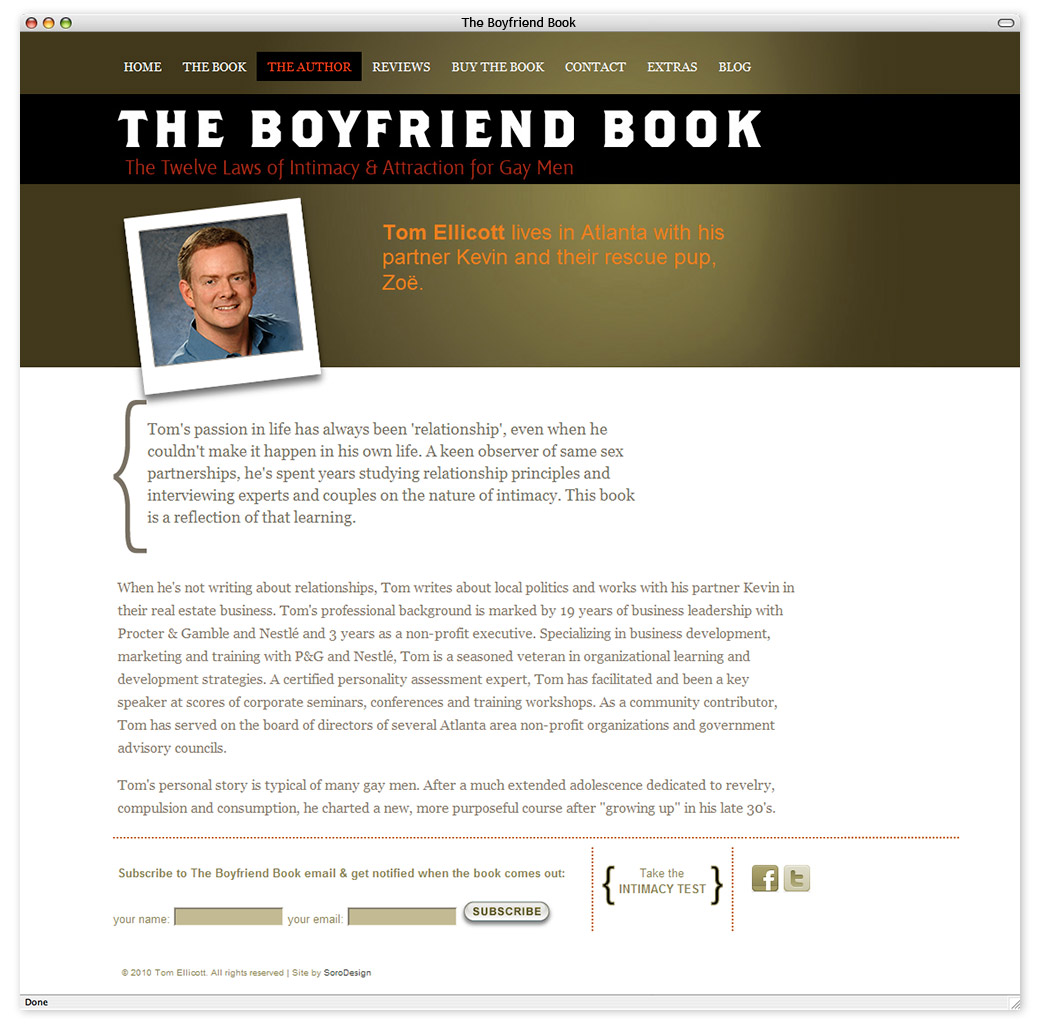 The Boyfriend Book
HOME THE BOOK THE AUTHOR REVIEWS BUY THE BOOK CONTACT EXTRAS BLOG
THE BOYFRIEND BOOK
The Twelve Laws of Intimacy & Attraction for Gay Men
Tom Ellicott lives in Atlanta with his
partner Kevin and their rescue pup,
Zoë.
Tom's passion in life has always been 'relationship', even when he
couldn't make it happen in his own life. A keen observer of same sex
partnerships, he's spent years studying relationship principles and
interviewing experts and couples on the nature of intimacy. This book
is a reflection of that learning.
When he's not writing about relationships, Tom writes about local politics and works with his partner Kevin in
their real estate business. Tom's professional background is marked by 19 years of business leadership with
Procter & Gamble and Nestlé and 3 years as a non-profit executive. Specializing in business development,
marketing and training with P&G and Nestlé, Tom is a seasoned veteran in organizational learning and
development strategies. A certified personality assessment expert, Tom has facilitated and been a key
speaker at scores of corporate seminars, conferences and training workshops. As a community contributor,
Tom has served on the board of directors of several Atlanta area non-profit organizations and government
advisory councils.
Tom's personal story is typical of many gay men. After a much extended adolescence dedicated to revelry,
compulsion and consumption, he charted a new, more purposeful course after "growing up" in his late 30's.
Subscribe to The Boyfriend Book email & get notified when the book comes out:
your name: your email: SUBSCRIBE
Take the
INTIMACY TEST
f t
© 2010 Tom Ellicott. All rights reserved | Site by SoroDesign
Done